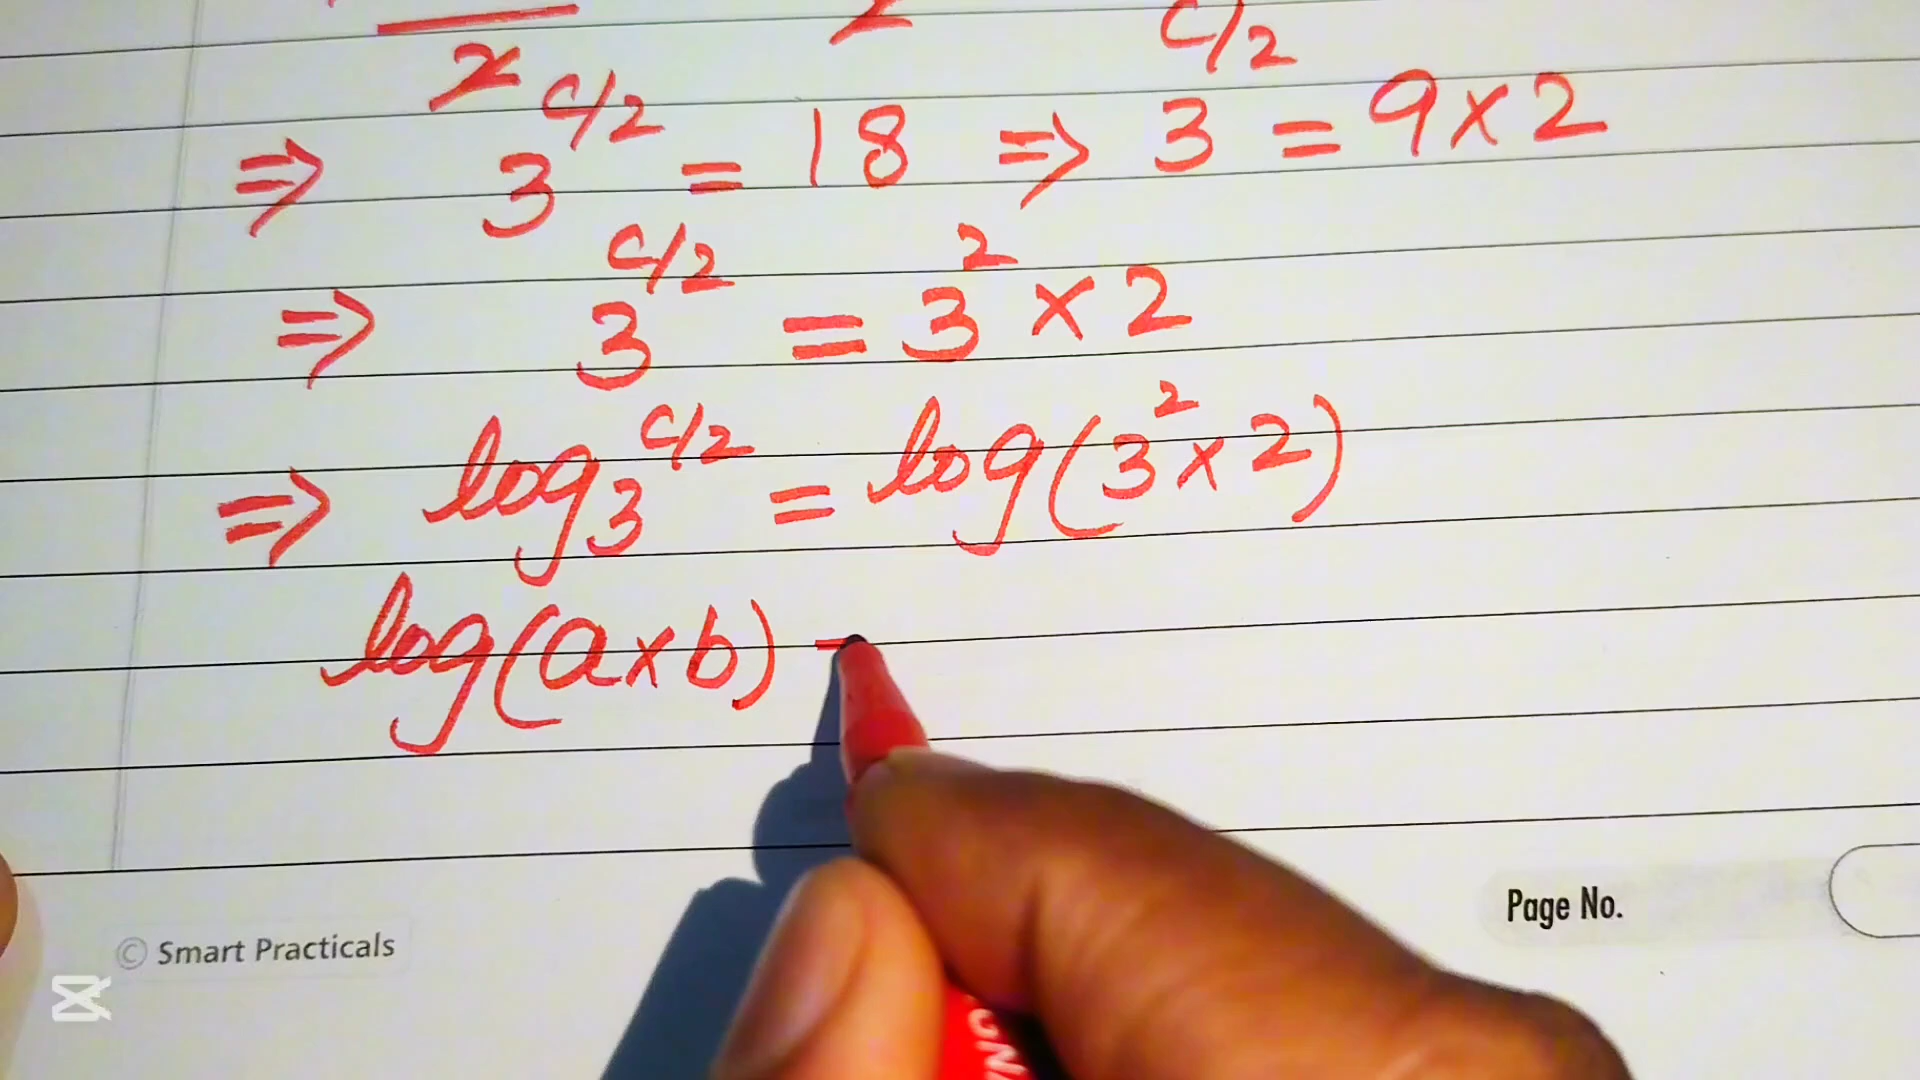 x 2
⇒ 3^{c/2} = 18 ⇒ 3^{c/2} = 9 × 2
⇒ 3^{c/2} = 3^2 × 2
⇒ log 3^{c/2} = log(3^2 × 2)
log(a×b) =
Page No.
© Smart Practicals